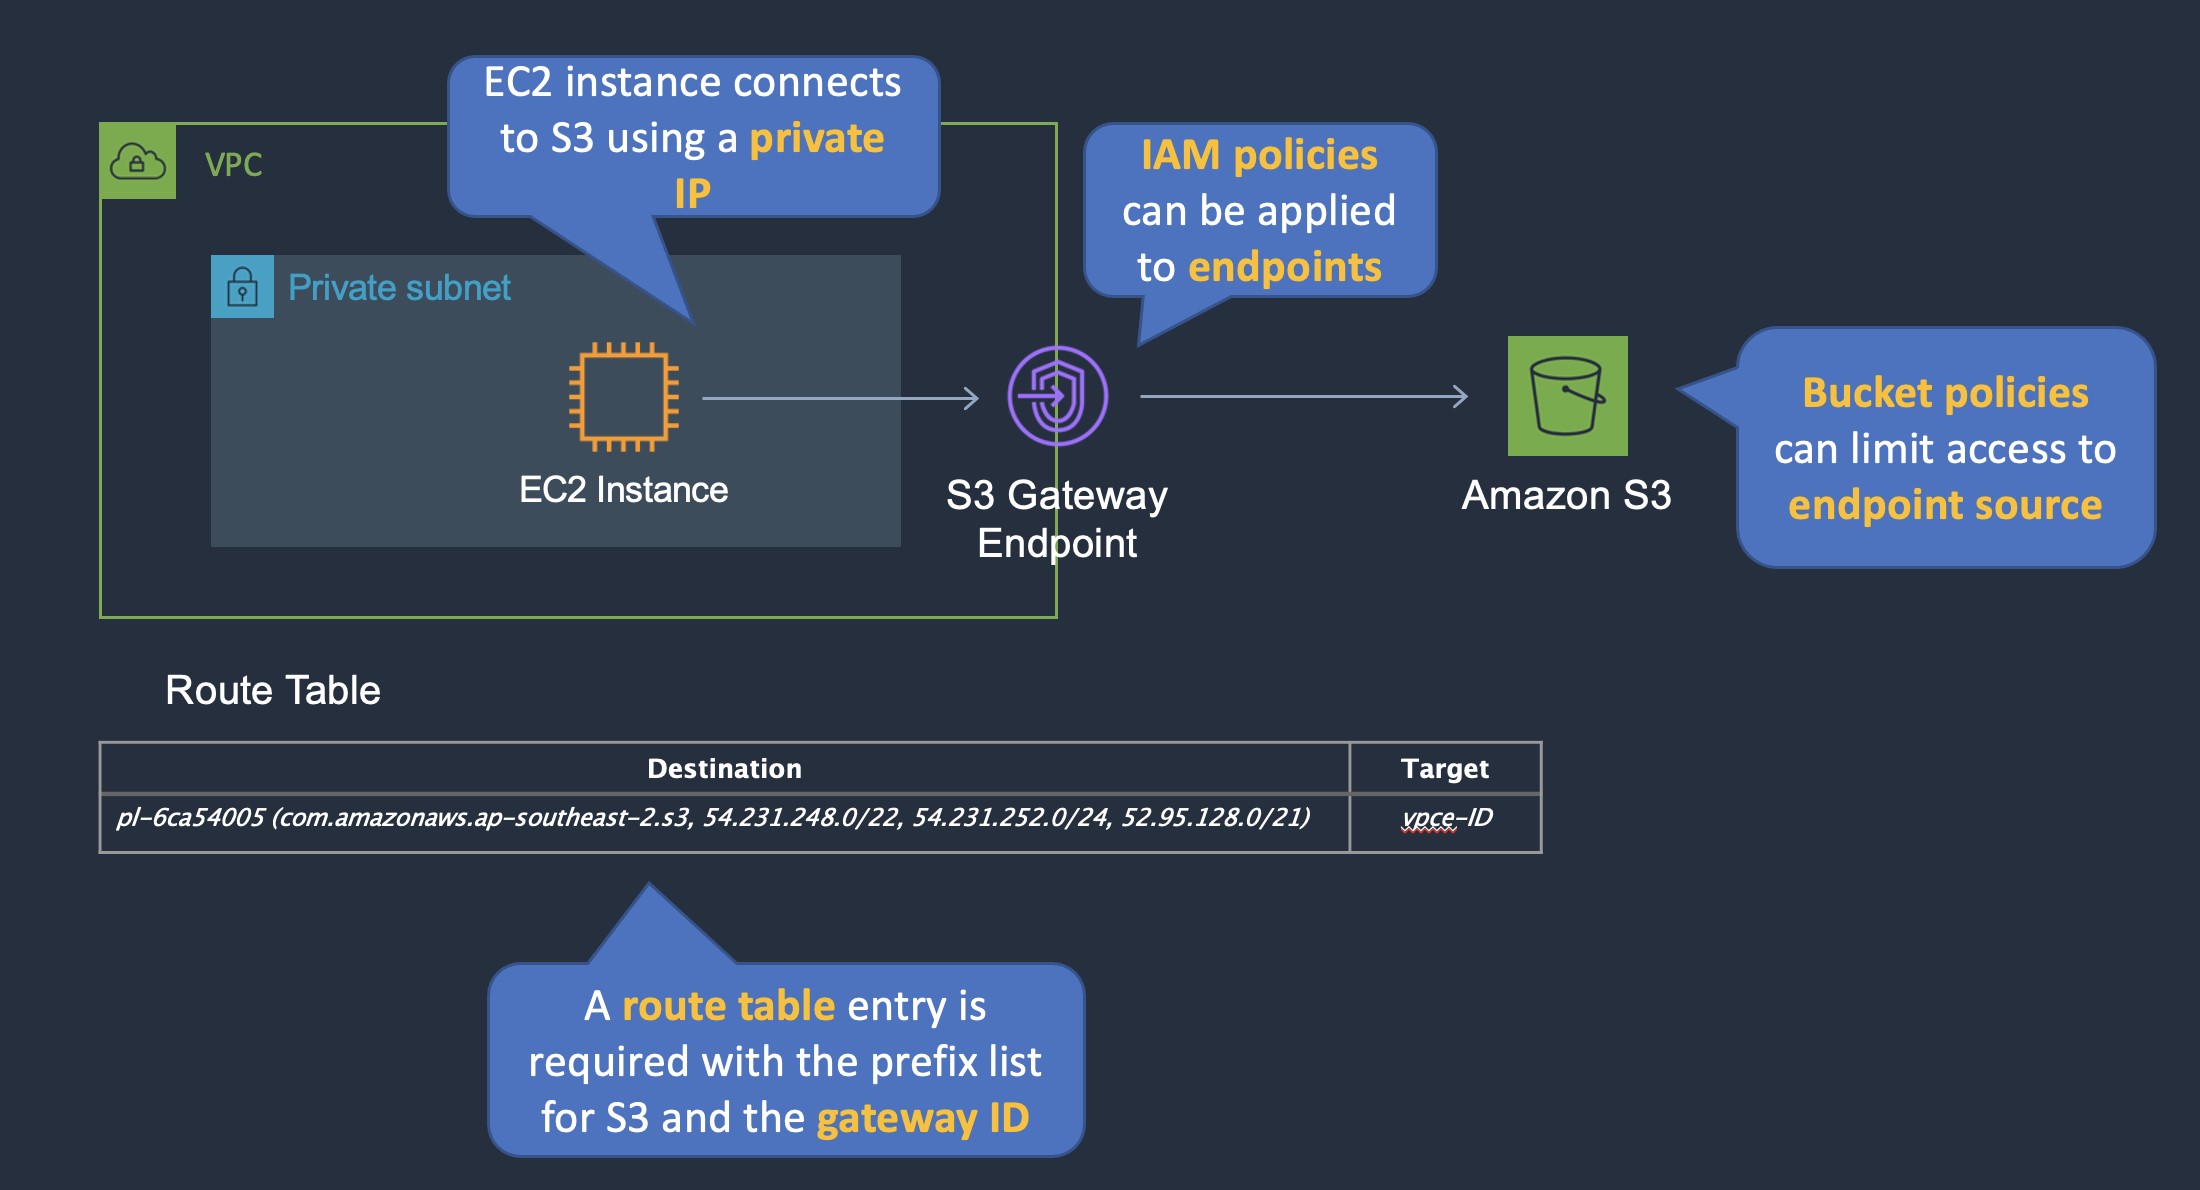 EC2 instance connects
to S3 using a private
IP
IAM policies
can be applied
to endpoints
VPC
Private subnet
Bucket policies
can limit access to
endpoint source
EC2 Instance
S3 Gateway
Endpoint
Amazon S3
Route Table
Destination
Target
pl-6ca54005 (com.amazonaws.ap-southeast-2.s3, 54.231.248.0/22, 54.231.252.0/24, 52.95.128.0/21)
vpce-ID
A route table entry is
required with the prefix list
for S3 and the gateway ID